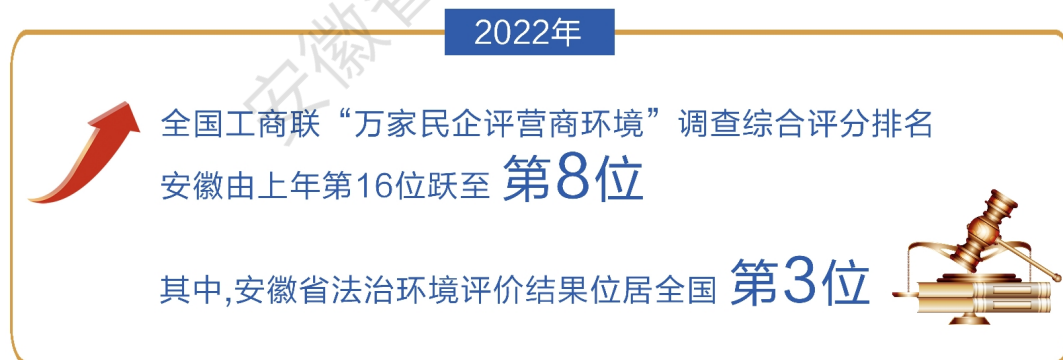 2022年
全国工商联“万家民企评营商环境”调查综合评分排名
安徽由上年第16位跃至 第8位
其中,安徽省法治环境评价结果位居全国 第3位
安徽省